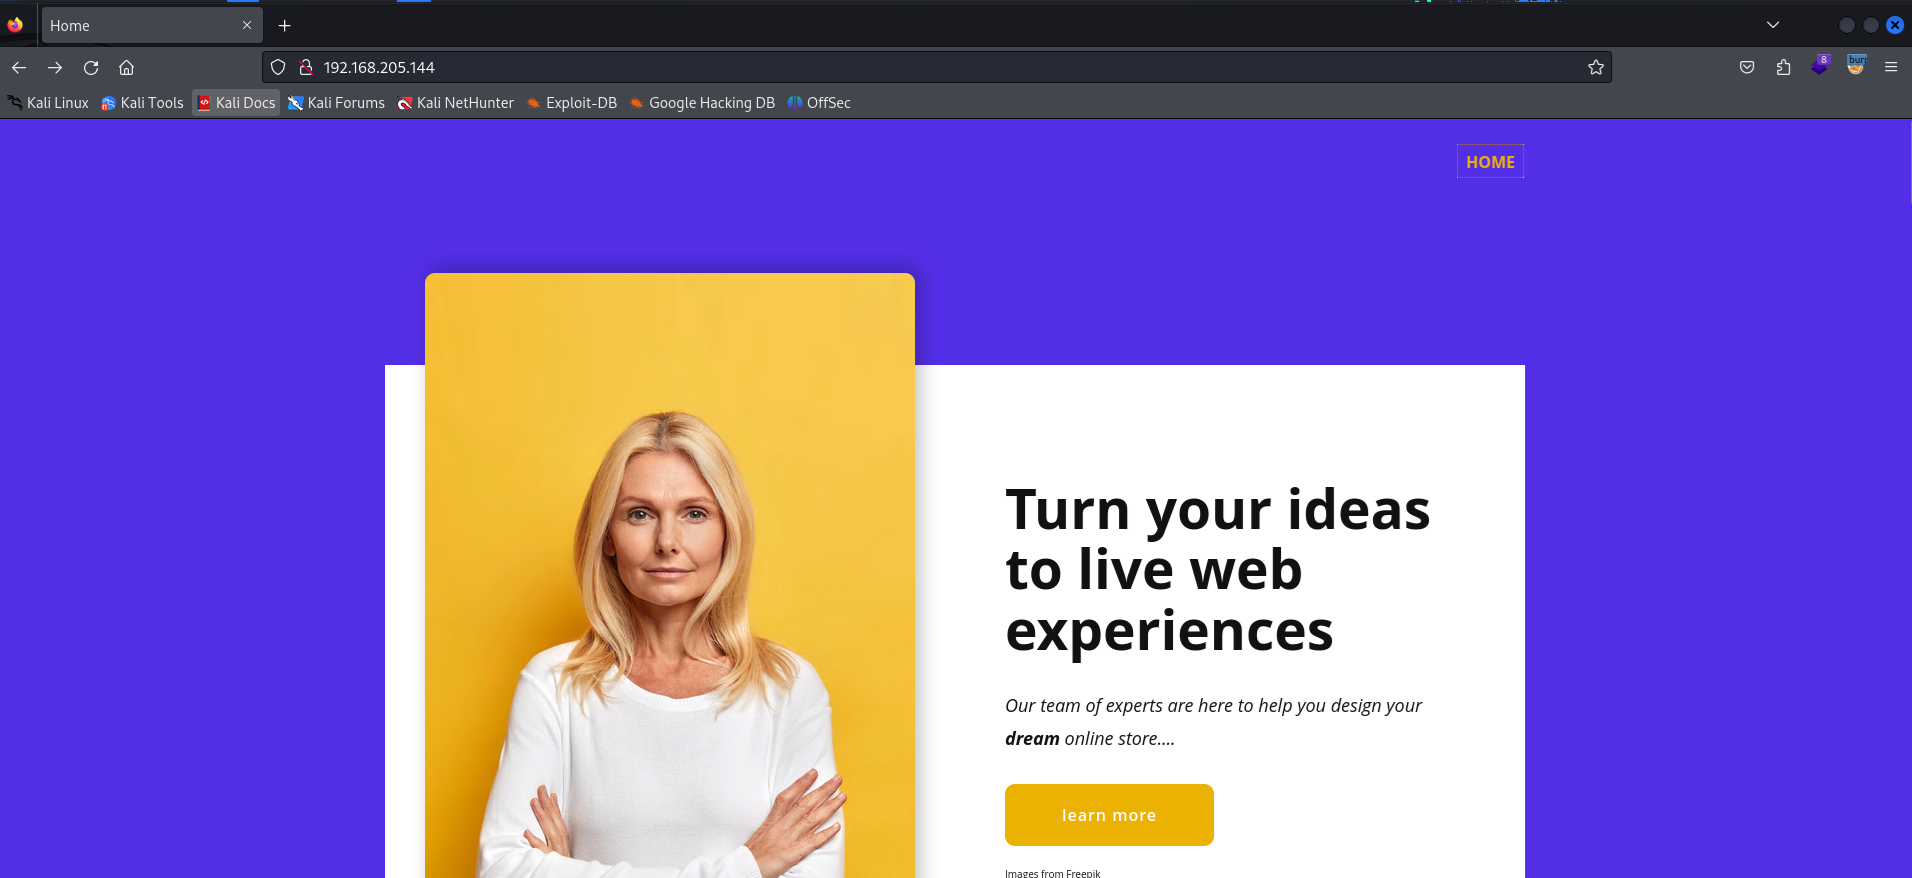 Home
192.168.205.144
8
Kali Linux Kali Tools Kali Docs Kali Forums Kali NetHunter Exploit-DB Google Hacking DB OffSec
HOME
Turn your ideas
to live web
experiences
Our team of experts are here to help you design your
dream online store....
learn more
Images from Freepik